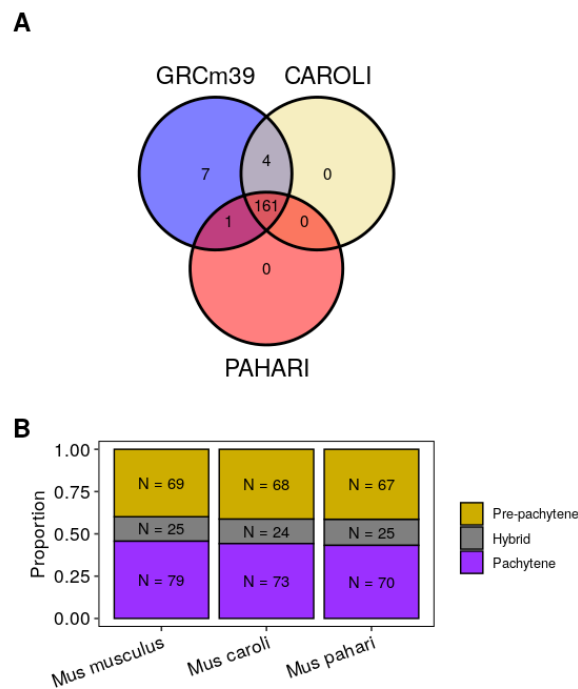 A
GRCm39 CAROLI
7 4 0
161
1 0
0
PAHARI
B
1.00
0.75
0.50
0.25
0.00
Proportion
N = 69 N = 68 N = 67
N = 25 N = 24 N = 25
N = 79 N = 73 N = 70
Mus musculus Mus caroli Mus pahari
Pre-pachytene
Hybrid
Pachytene